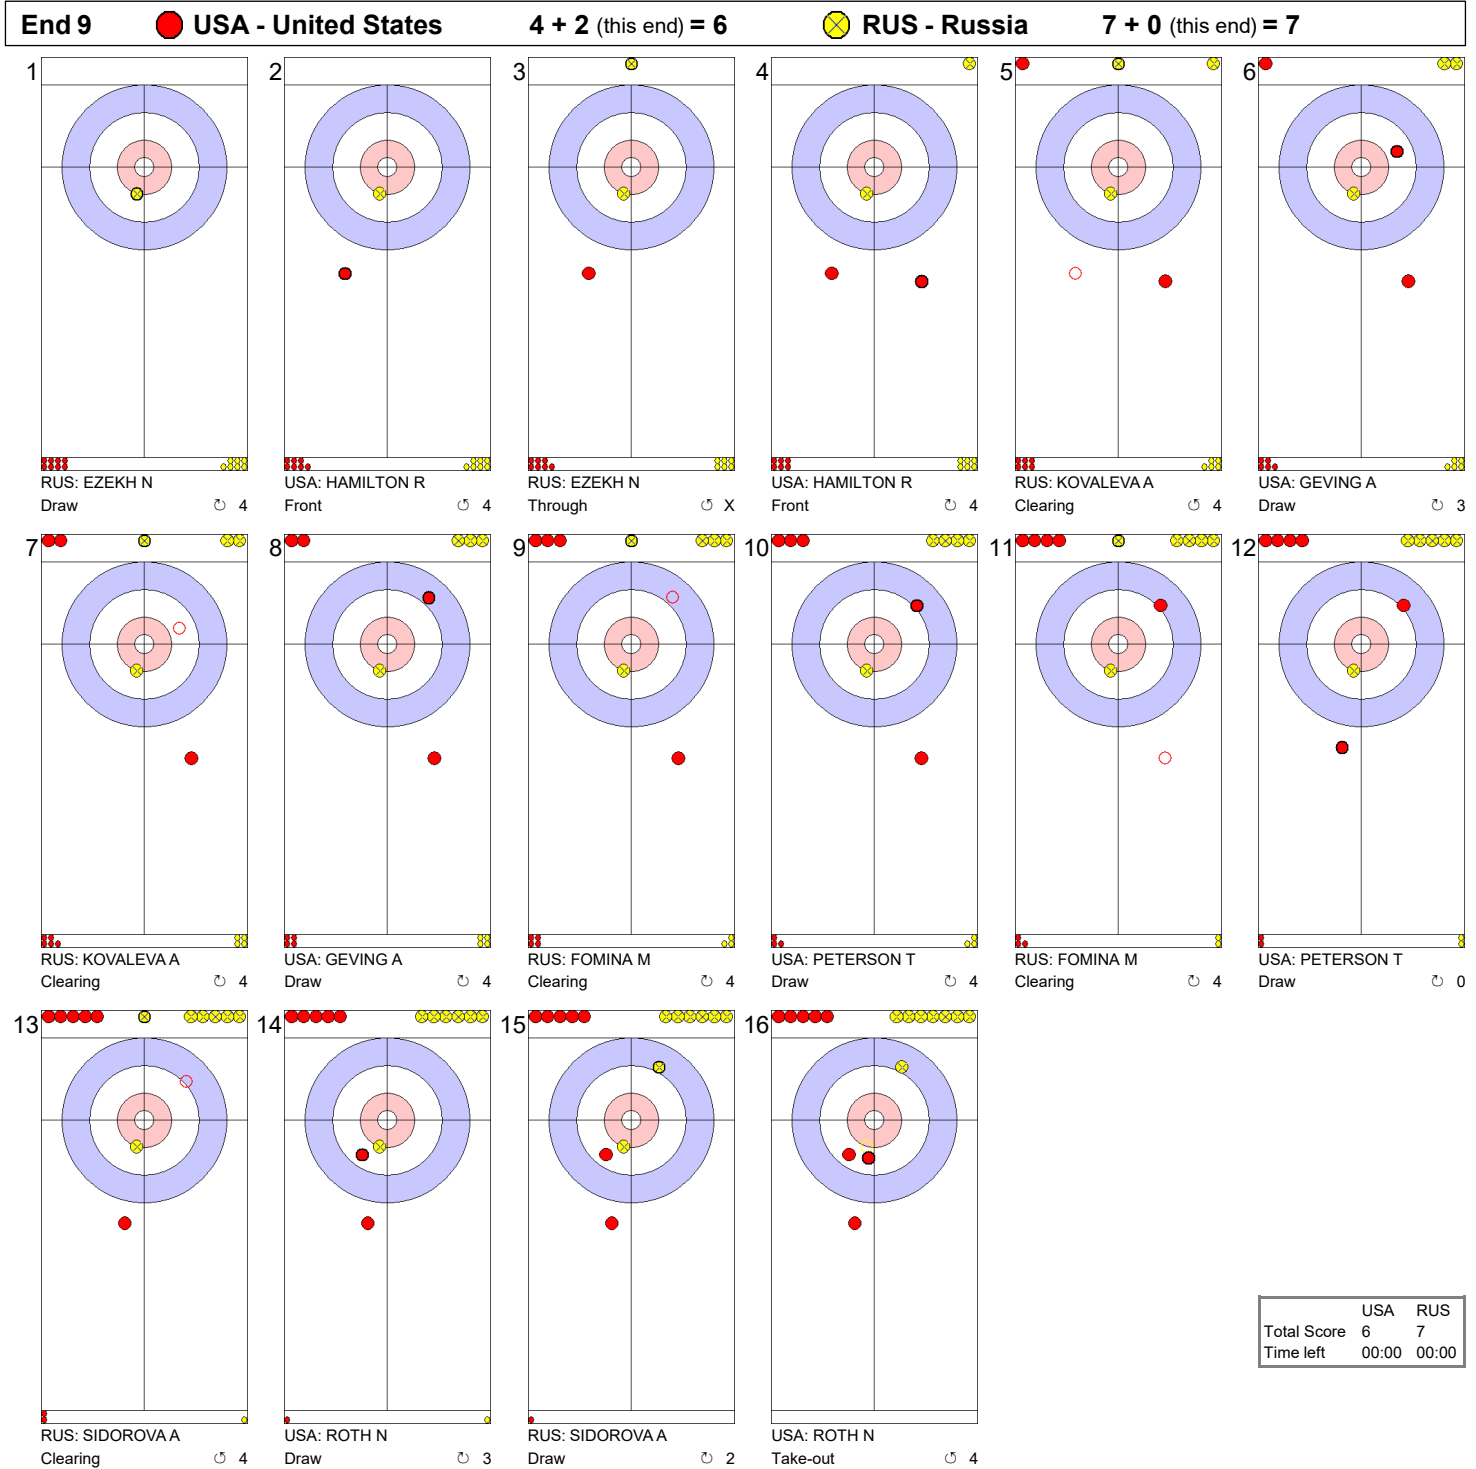 End 9 USA - United States 4 + 2 (this end) = 6 RUS - Russia 7 + 0 (this end) = 7
1 2 3 4 5 6
RUS: EZEKH N USA: HAMILTON R RUS: EZEKH N USA: HAMILTON R RUS: KOVALEVA A USA: GEVING A
Draw ↻ 4 Front ↺ 4 Through ↺ X Front ↺ 4 Clearing ↻ 4 Draw ↻ 3
7 8 9 10 11 12
RUS: KOVALEVA A USA: GEVING A RUS: FOMINA M USA: PETERSON T RUS: FOMINA M USA: PETERSON T
Clearing ↻ 4 Draw ↻ 4 Clearing ↻ 4 Draw ↻ 4 Clearing ↻ 4 Draw ↻ 0
13 14 15 16
USA RUS
Total Score 6 7
Time left 00:00 00:00
RUS: SIDOROVA A USA: ROTH N RUS: SIDOROVA A USA: ROTH N
Clearing ↺ 4 Draw ↻ 3 Draw ↻ 2 Take-out ↺ 4